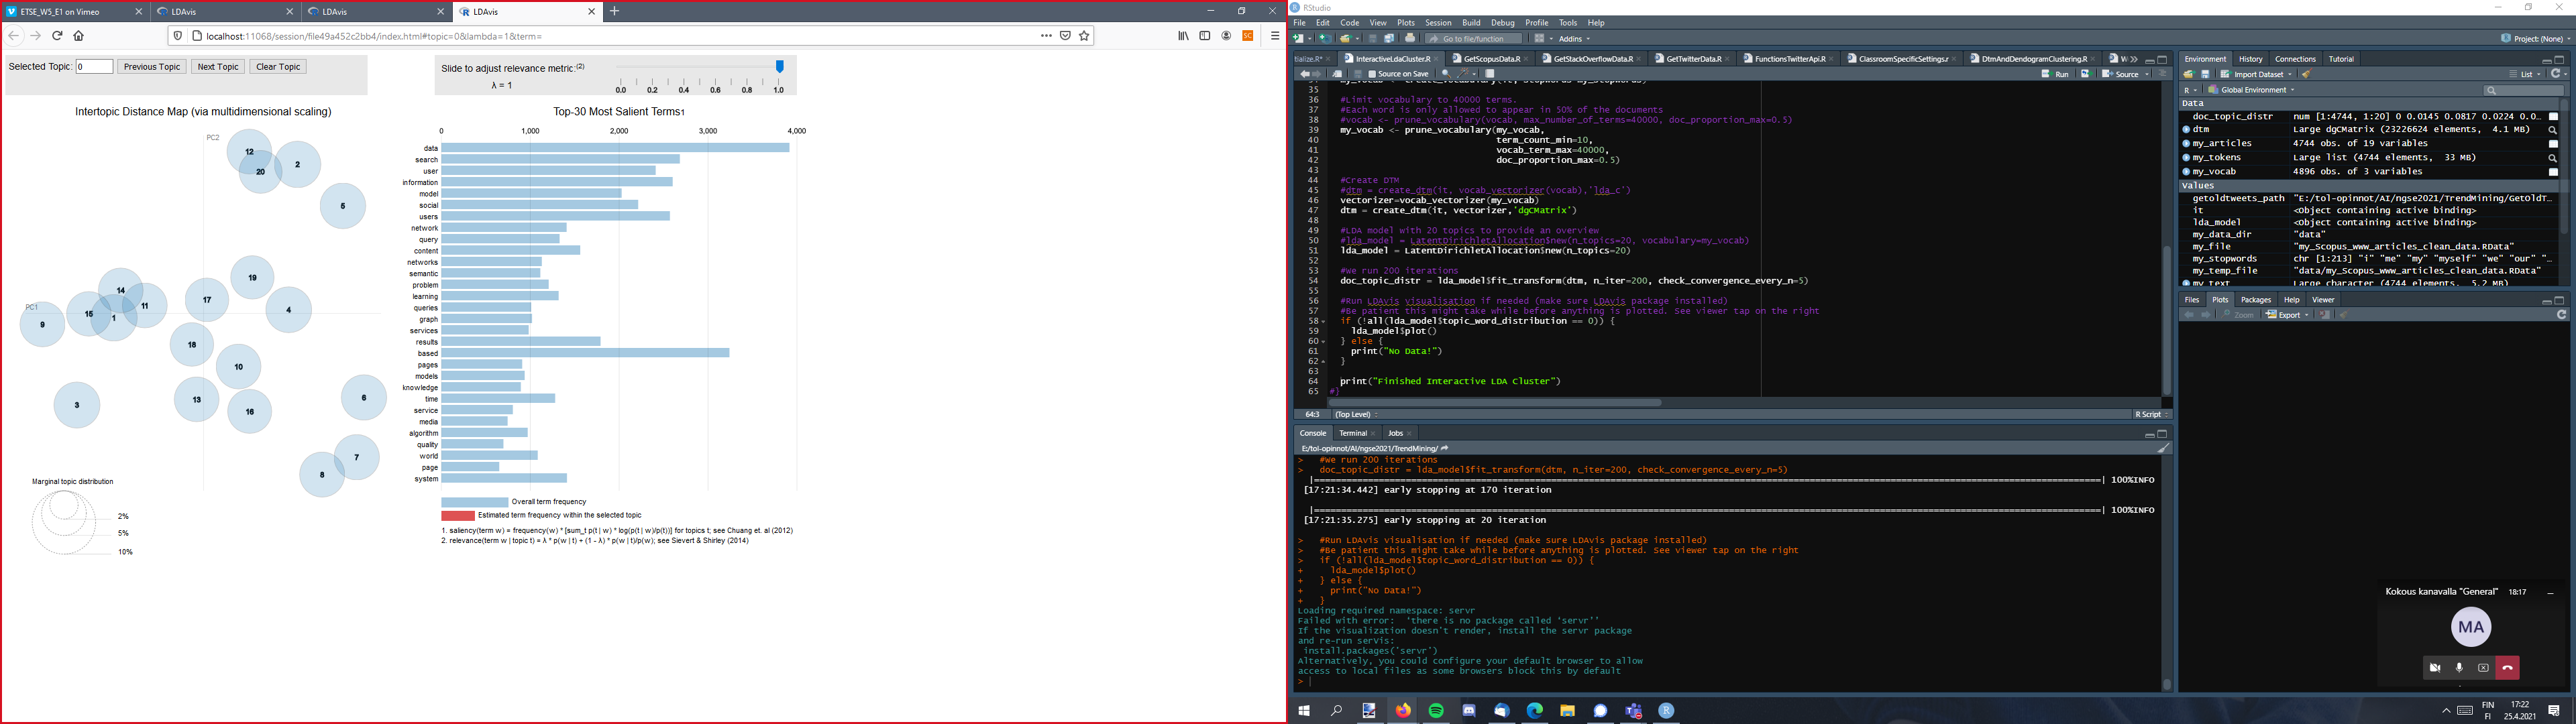 ETSE_W5_E1 on Vimeo
LDAvis
LDAvis
LDAvis
localhost:11068/session/file49a452c2bb4/index.html#topic=0&lambda=1&term=
Selected Topic: 0 Previous Topic Next Topic Clear Topic
Slide to adjust relevance metric:(2)
λ = 1
0.0 0.2 0.4 0.6 0.8 1.0
Intertopic Distance Map (via multidimensional scaling)
PC2
PC1
12
2
20
5
19
14
17
11
4
15
1
9
18
10
6
13
3
16
7
8
Marginal topic distribution
2%
5%
10%
Top-30 Most Salient Terms1
0 1,000 2,000 3,000 4,000
data
search
user
information
model
social
users
network
query
content
networks
semantic
problem
learning
queries
graph
services
results
based
pages
models
knowledge
time
service
media
algorithm
quality
world
page
system
Overall term frequency
Estimated term frequency within the selected topic
1. saliency(term w) = frequency(w) * [sum_t p(t | w) * log(p(t | w)/p(t))] for topics t; see Chuang et. al (2012)
2. relevance(term w | topic t) = λ * p(w | t) + (1 - λ) * p(w | t)/p(w); see Sievert & Shirley (2014)
RStudio
File Edit Code View Plots Session Build Debug Profile Tools Help
Go to file/function Addins
Project: (None)
tialize.R* InteractiveLdaCluster.R GetScopusData.R GetStackOverflowData.R GetTwitterData.R FunctionsTwitterApi.R ClassroomSpecificSettings.r DtmAndDendogramClustering.R
Source on Save Run Source
35
36 #Limit vocabulary to 40000 terms.
37 #Each word is only allowed to appear in 50% of the documents
38 #vocab <- prune_vocabulary(vocab, max_number_of_terms=40000, doc_proportion_max=0.5)
39 my_vocab <- prune_vocabulary(my_vocab,
40 term_count_min=10,
41 vocab_term_max=40000,
42 doc_proportion_max=0.5)
43
44 #Create DTM
45 #dtm = create_dtm(it, vocab_vectorizer(vocab),'lda_c')
46 vectorizer=vocab_vectorizer(my_vocab)
47 dtm = create_dtm(it, vectorizer,'dgCMatrix')
48
49 #LDA model with 20 topics to provide an overview
50 #lda_model = LatentDirichletAllocation$new(n_topics=20, vocabulary=my_vocab)
51 lda_model = LatentDirichletAllocation$new(n_topics=20)
52
53 #We run 200 iterations
54 doc_topic_distr = lda_model$fit_transform(dtm, n_iter=200, check_convergence_every_n=5)
55
56 #Run LDAvis visualisation if needed (make sure LDAvis package installed)
57 #Be patient this might take while before anything is plotted. See viewer tap on the right
58 if (!all(lda_model$topic_word_distribution == 0)) {
59 lda_model$plot()
60 } else {
61 print("No Data!")
62 }
63
64 print("Finished Interactive LDA Cluster")
65 #}
64:3 (Top Level) R Script
Console Terminal Jobs
E:/tol-opinnot/AI/ngse2021/TrendMining/
> #We run 200 iterations
> doc_topic_distr = lda_model$fit_transform(dtm, n_iter=200, check_convergence_every_n=5)
|====| 100%INFO
[17:21:34.442] early stopping at 170 iteration
|====| 100%INFO
[17:21:35.275] early stopping at 20 iteration
> #Run LDAvis visualisation if needed (make sure LDAvis package installed)
> #Be patient this might take while before anything is plotted. See viewer tap on the right
> if (!all(lda_model$topic_word_distribution == 0)) {
+ lda_model$plot()
+ } else {
+ print("No Data!")
+ }
Loading required namespace: servr
Failed with error: ‘there is no package called ‘servr’’
If the visualization doesn't render, install the servr package
and re-run serVis:
install.packages('servr')
Alternatively, you could configure your default browser to allow
access to local files as some browsers block this by default
>
Environment History Connections Tutorial
Import Dataset List
R Global Environment
Data
doc_topic_distr num [1:4744, 1:20] 0 0.0145 0.0817 0.0224 0.0…
dtm Large dgCMatrix (23226624 elements, 4.1 MB)
my_articles 4744 obs. of 19 variables
my_tokens Large list (4744 elements, 33 MB)
my_vocab 4896 obs. of 3 variables
Values
getoldtweets_path "E:/tol-opinnot/AI/ngse2021/TrendMining/GetOldT…
it <Object containing active binding>
lda_model <Object containing active binding>
my_data_dir "data"
my_file "my_Scopus_www_articles_clean_data.RData"
my_stopwords chr [1:213] "i" "me" "my" "myself" "we" "our" "…
my_temp_file "data/my_Scopus_www_articles_clean_data.RData"
my_text Large character (4744 elements, 5.2 MB)
Files Plots Packages Help Viewer
Zoom Export
Kokous kanavalla "General" 18:17
MA
FIN
FI
17:22
25.4.2021